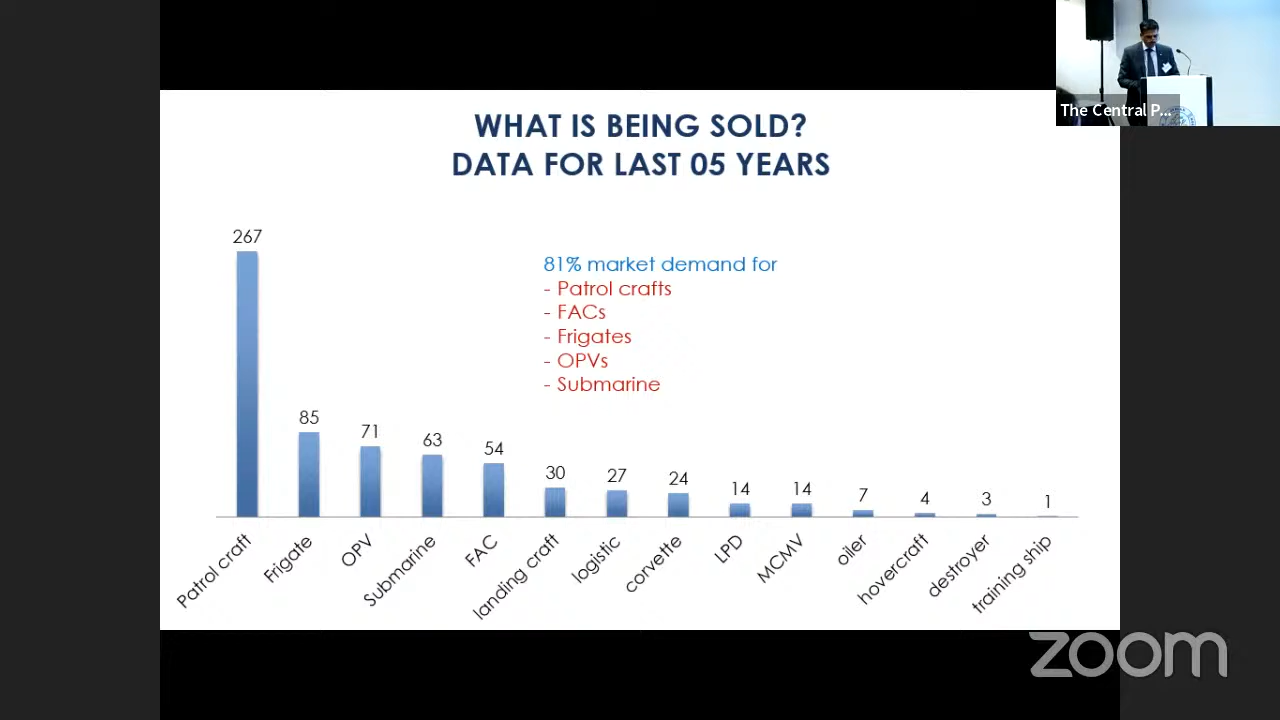 The Central P...
WHAT IS BEING SOLD?
DATA FOR LAST 05 YEARS
267
85
71
63
54
30
27
24
14
14
7
4
3
1
81% market demand for
- Patrol crafts
- FACs
- Frigates
- OPVs
- Submarine
Patrol craft
Frigate
OPV
Submarine
FAC
landing craft
logistic
corvette
LPD
MCMV
oiler
hovercraft
destroyer
training ship
zoom